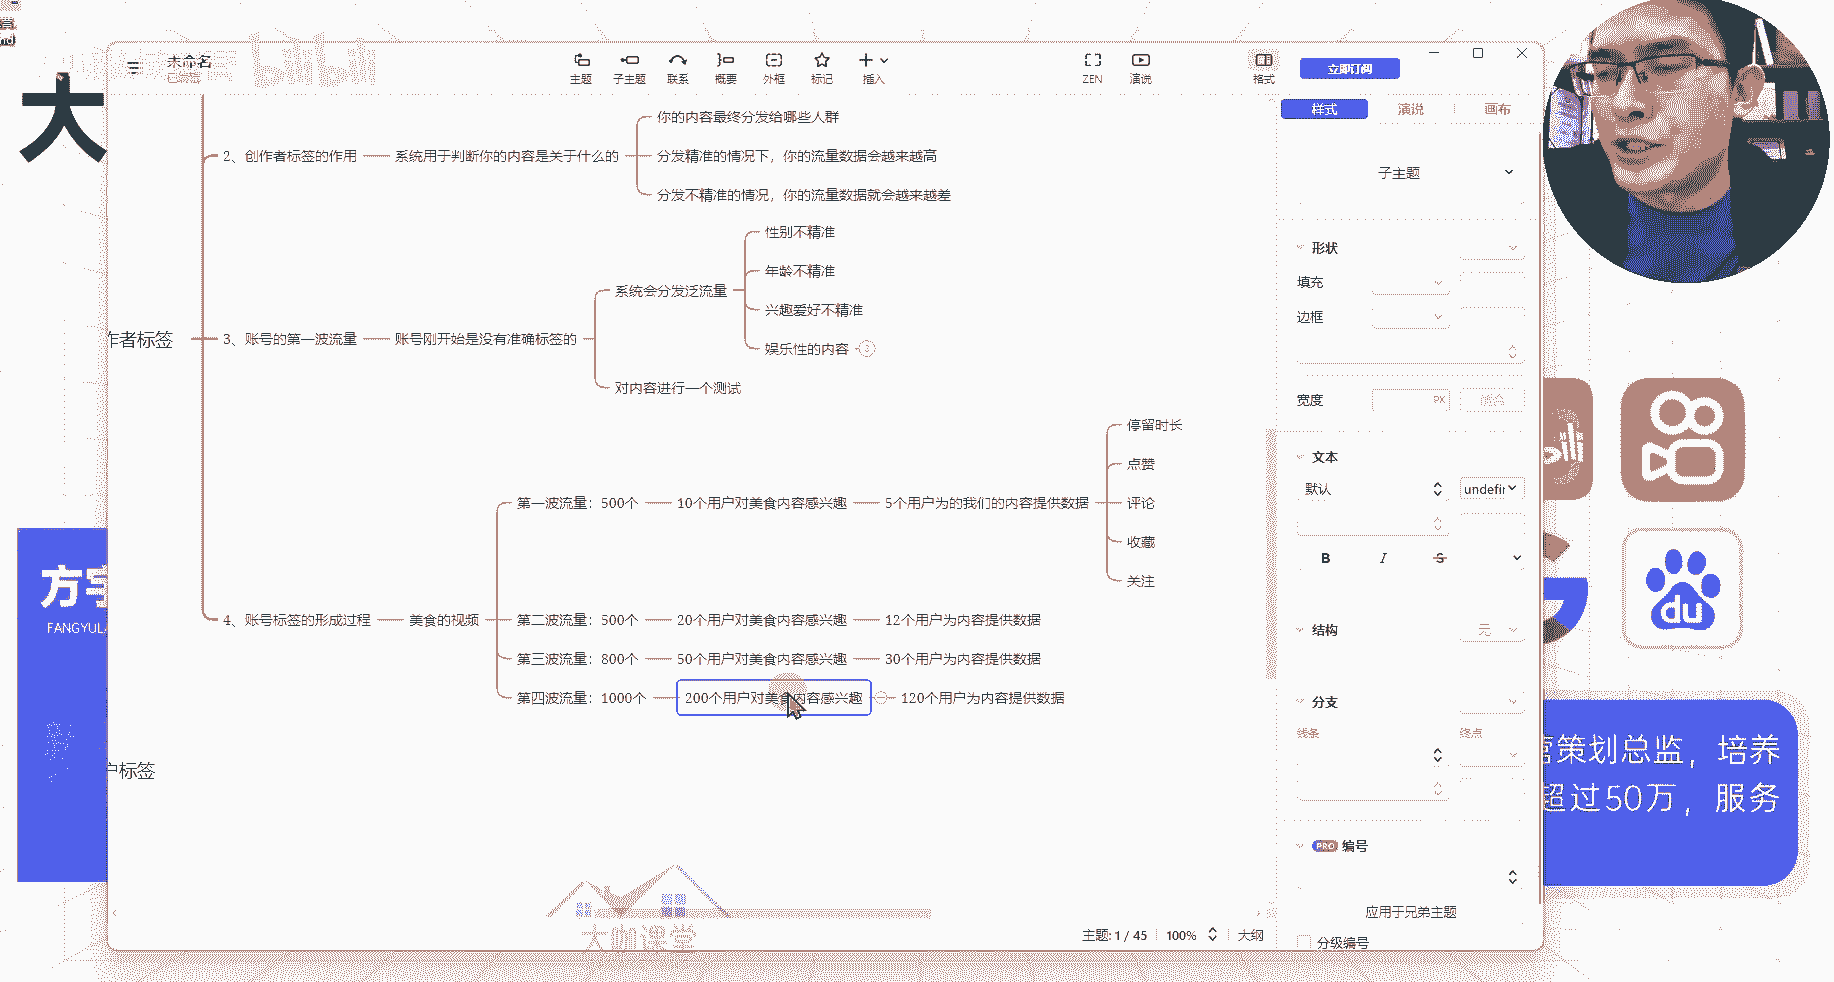 未命名
bilibili
大
主题
子主题
联系
概要
外框
标记
插入
ZEN
演说
格式
立即订阅
样式
演说
画布
子主题
形状
填充
边框
宽度
PX
文本
默认
undefin
B
I
S
结构
无
分支
线条
终点
PRO 编号
应用于兄弟主题
分级编号
2、创作者标签的作用
系统用于判断你的内容是关于什么的
你的内容最终分发给哪些人群
分发精准的情况下，你的流量数据会越来越高
分发不精准的情况，你的流量数据就会越来越差
作者标签
3、账号的第一波流量
账号刚开始是没有准确标签的
系统会分发泛流量
性别不精准
年龄不精准
兴趣爱好不精准
娱乐性的内容
对内容进行一个测试
4、账号标签的形成过程
美食的视频
第一波流量：500个
10个用户对美食内容感兴趣
5个用户为的我们的内容提供数据
停留时长
点赞
评论
收藏
关注
第二波流量：500个
20个用户对美食内容感兴趣
12个用户为内容提供数据
第三波流量：800个
50个用户对美食内容感兴趣
30个用户为内容提供数据
第四波流量：1000个
200个用户对美食内容感兴趣
120个用户为内容提供数据
户标签
方宇
FANGYUL
du
营策划总监，培养
超过50万，服务
大咖课堂
主题: 1 / 45
100%
大纲